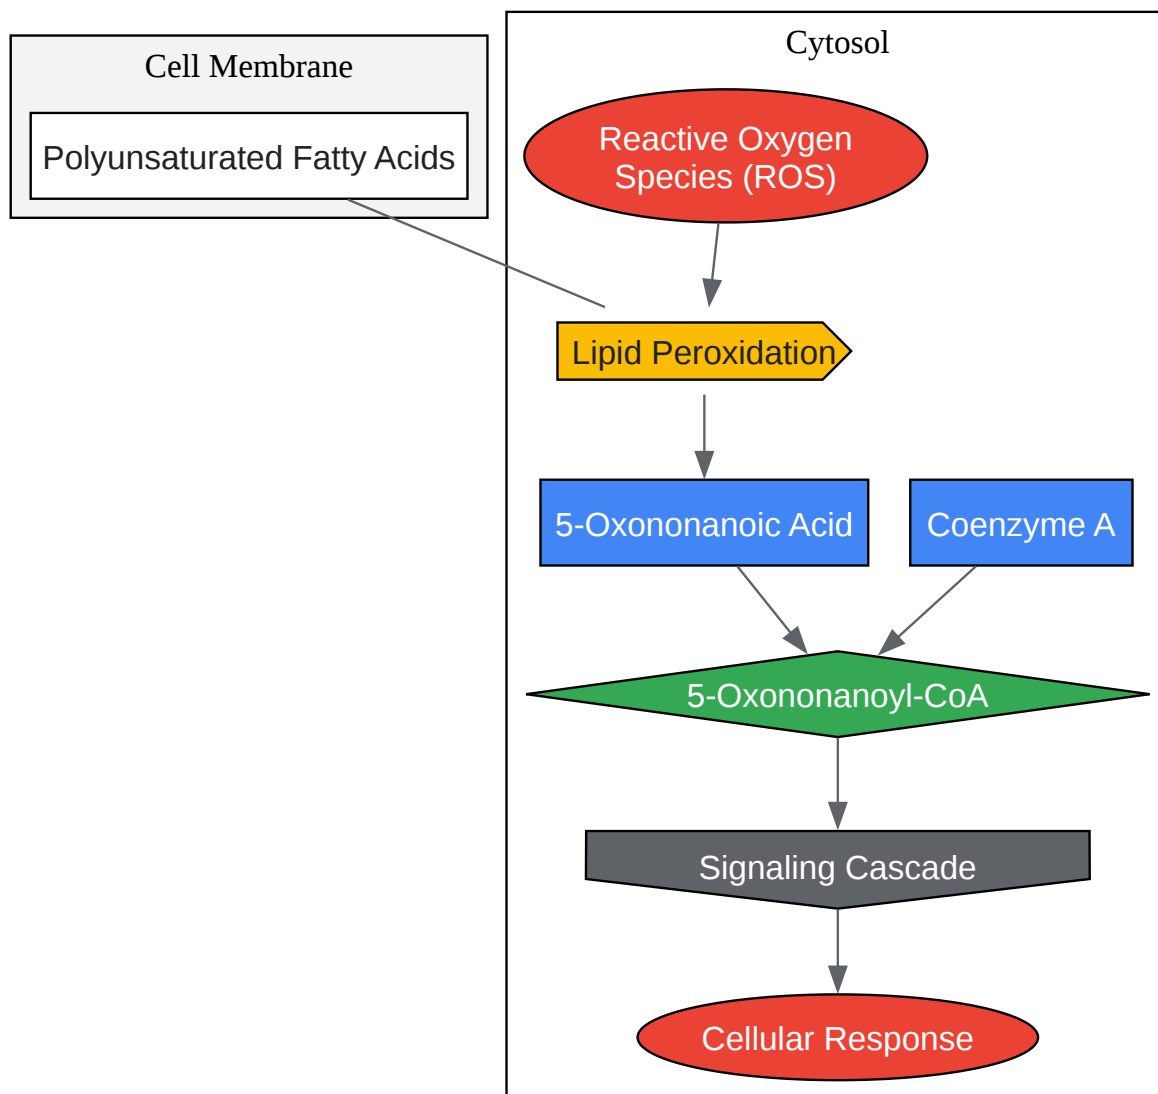 Cell Membrane
Polyunsaturated Fatty Acids
Cytosol
Reactive Oxygen
Species (ROS)
Lipid Peroxidation
5-Oxononanoic Acid
Coenzyme A
5-Oxononanoyl-CoA
Signaling Cascade
Cellular Response